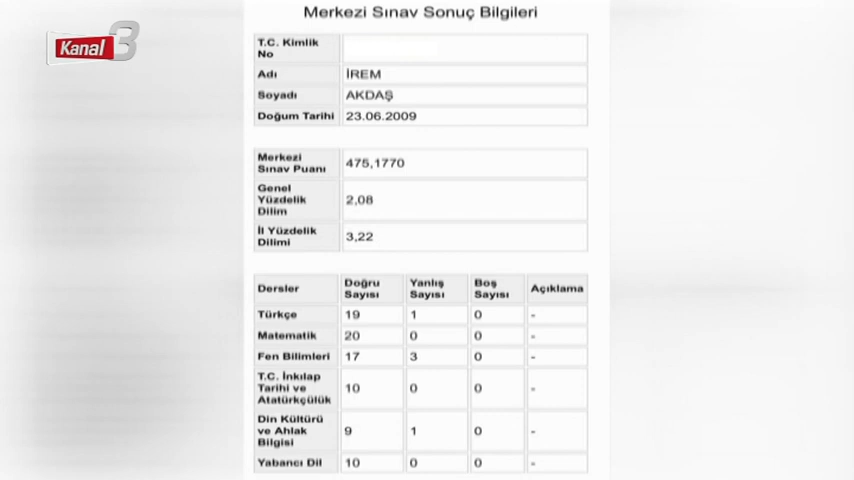 Kanal 3
Merkezi Sınav Sonuç Bilgileri
T.C. Kimlik
No
Adı İREM
Soyadı AKDAŞ
Doğum Tarihi 23.06.2009
Merkezi
Sınav Puanı 475,1770
Genel
Yüzdelik
Dilim 2,08
İl Yüzdelik
Dilimi 3,22
Dersler Doğru Sayısı Yanlış Sayısı Boş Sayısı Açıklama
Türkçe 19 1 0 -
Matematik 20 0 0 -
Fen Bilimleri 17 3 0 -
T.C. İnkılap
Tarihi ve
Atatürkçülük 10 0 0 -
Din Kültürü
ve Ahlak
Bilgisi 9 1 0 -
Yabancı Dil 10 0 0 -